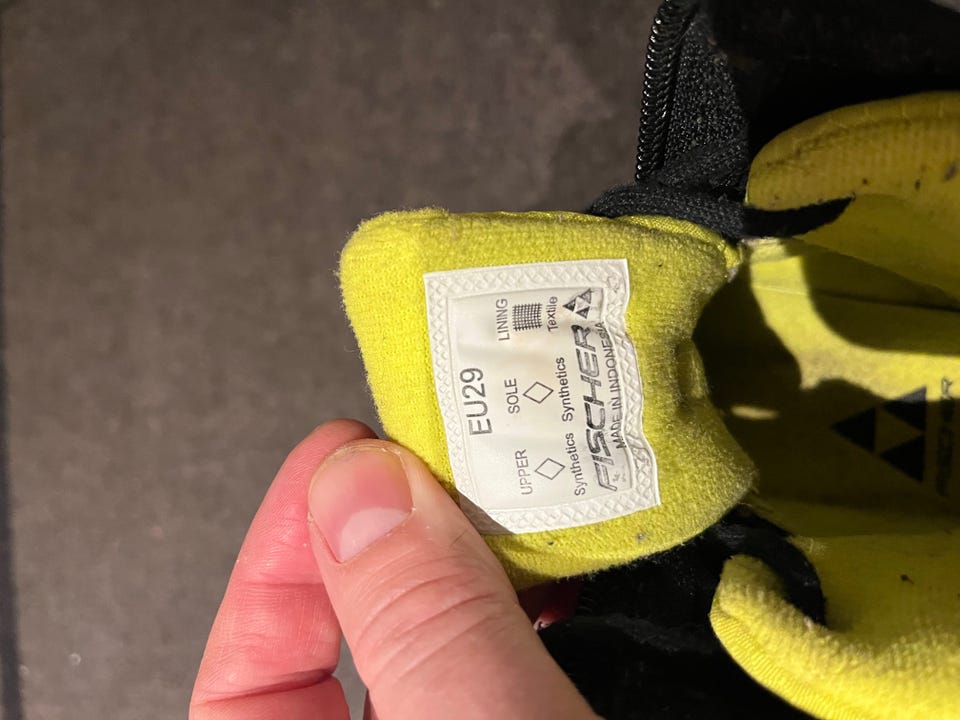 EU29
UPPER SOLE LINING
Synthetics Synthetics Textile
FISCHER
MADE IN INDONESIA